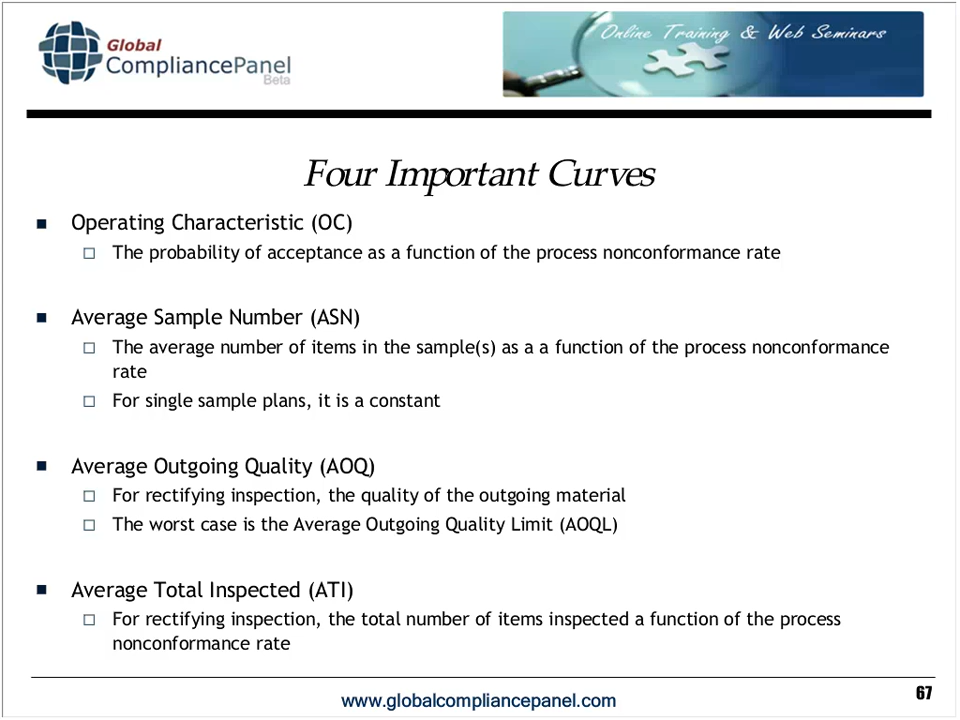 Global
CompliancePanel
Beta
Online Training & Web Seminars
Four Important Curves
Operating Characteristic (OC)
The probability of acceptance as a function of the process nonconformance rate
Average Sample Number (ASN)
The average number of items in the sample(s) as a a function of the process nonconformance
rate
For single sample plans, it is a constant
Average Outgoing Quality (AOQ)
For rectifying inspection, the quality of the outgoing material
The worst case is the Average Outgoing Quality Limit (AOQL)
Average Total Inspected (ATI)
For rectifying inspection, the total number of items inspected a function of the process
nonconformance rate
www.globalcompliancepanel.com
67